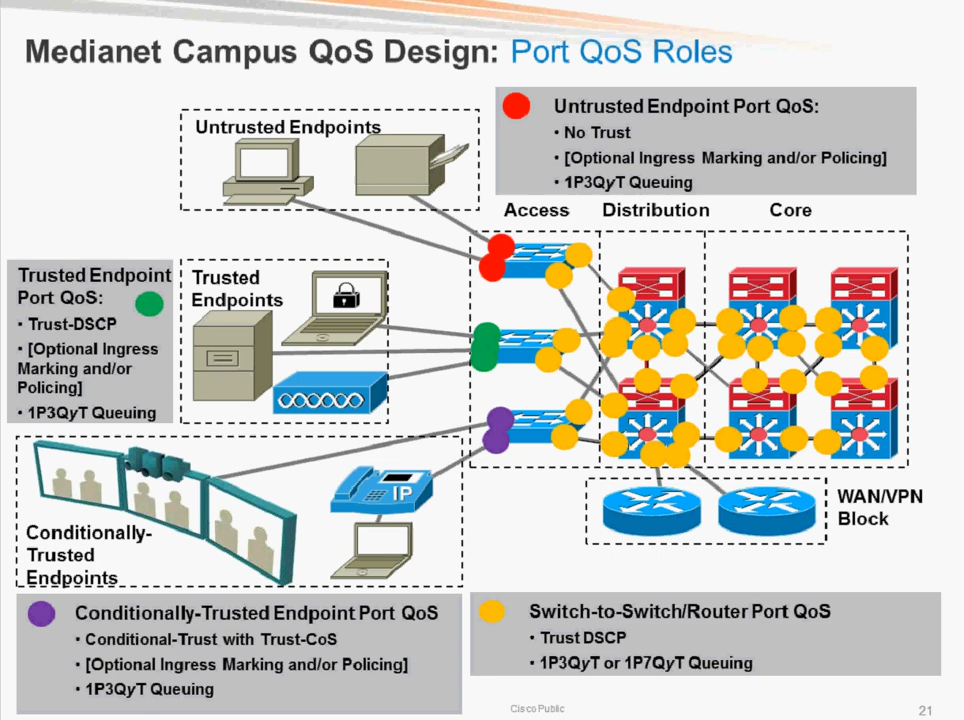 Medianet Campus QoS Design: Port QoS Roles
Untrusted Endpoints
Untrusted Endpoint Port QoS:
• No Trust
• [Optional Ingress Marking and/or Policing]
• 1P3QyT Queuing
Access
Distribution
Core
Trusted Endpoint
Port QoS:
• Trust-DSCP
• [Optional Ingress
Marking and/or
Policing]
• 1P3QyT Queuing
Trusted
Endpoints
Conditionally-
Trusted
Endpoints
IP
WAN/VPN
Block
Conditionally-Trusted Endpoint Port QoS
• Conditional-Trust with Trust-CoS
• [Optional Ingress Marking and/or Policing]
• 1P3QyT Queuing
Switch-to-Switch/Router Port QoS
• Trust DSCP
• 1P3QyT or 1P7QyT Queuing
Cisco Public
21